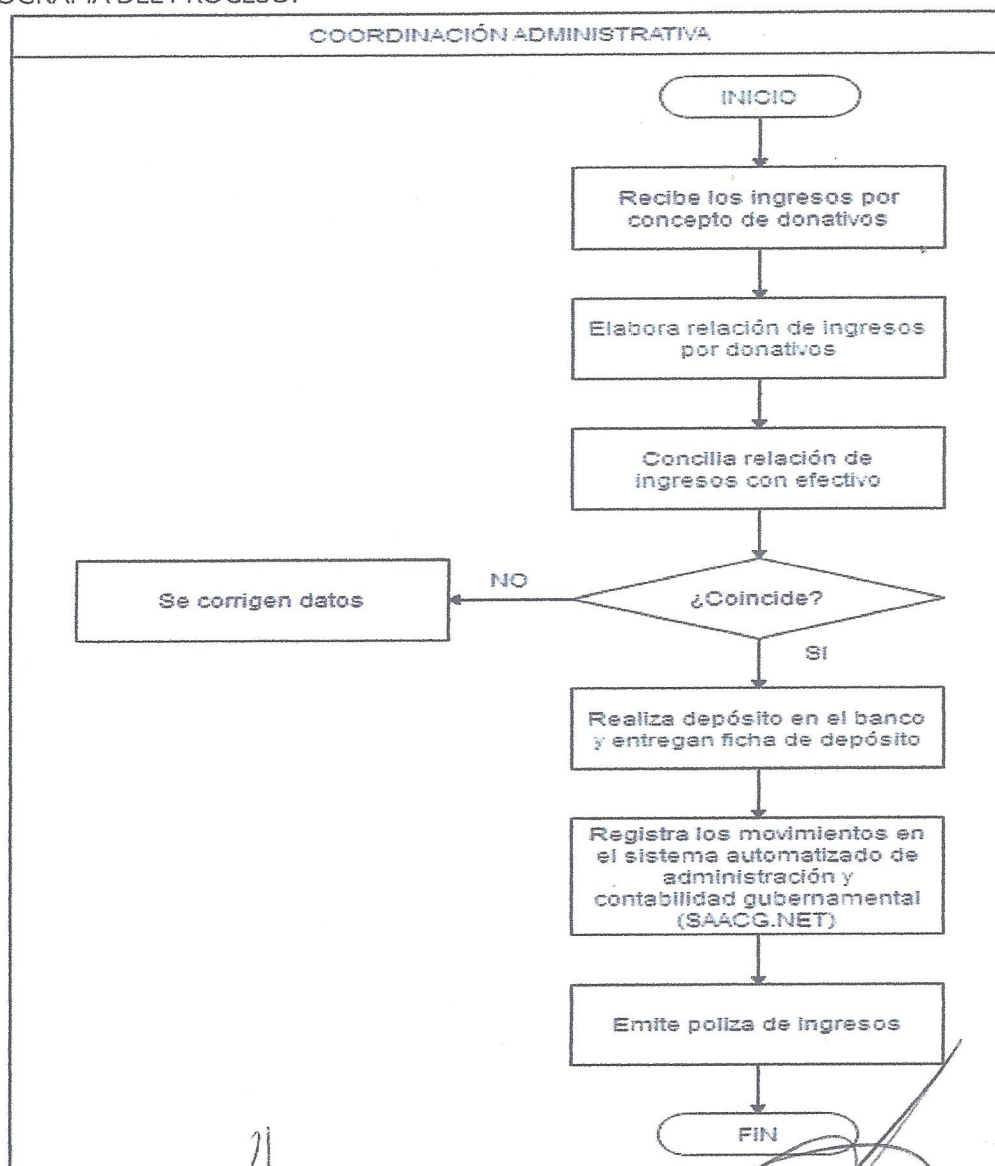 COORDINACIÓN ADMINISTRATIVA
INICIO
Recibe los ingresos por
concepto de donativos
Elabora relación de ingresos
por donativos
Concilia relación de
ingresos con efectivo
¿Coincide?
NO
Se corrigen datos
SI
Realiza depósito en el banco
y entregan ficha de depósito
Registra los movimientos en
el sistema automatizado de
administración y
contabilidad gubernamental
(SAACG.NET)
Emite poliza de ingresos
FIN